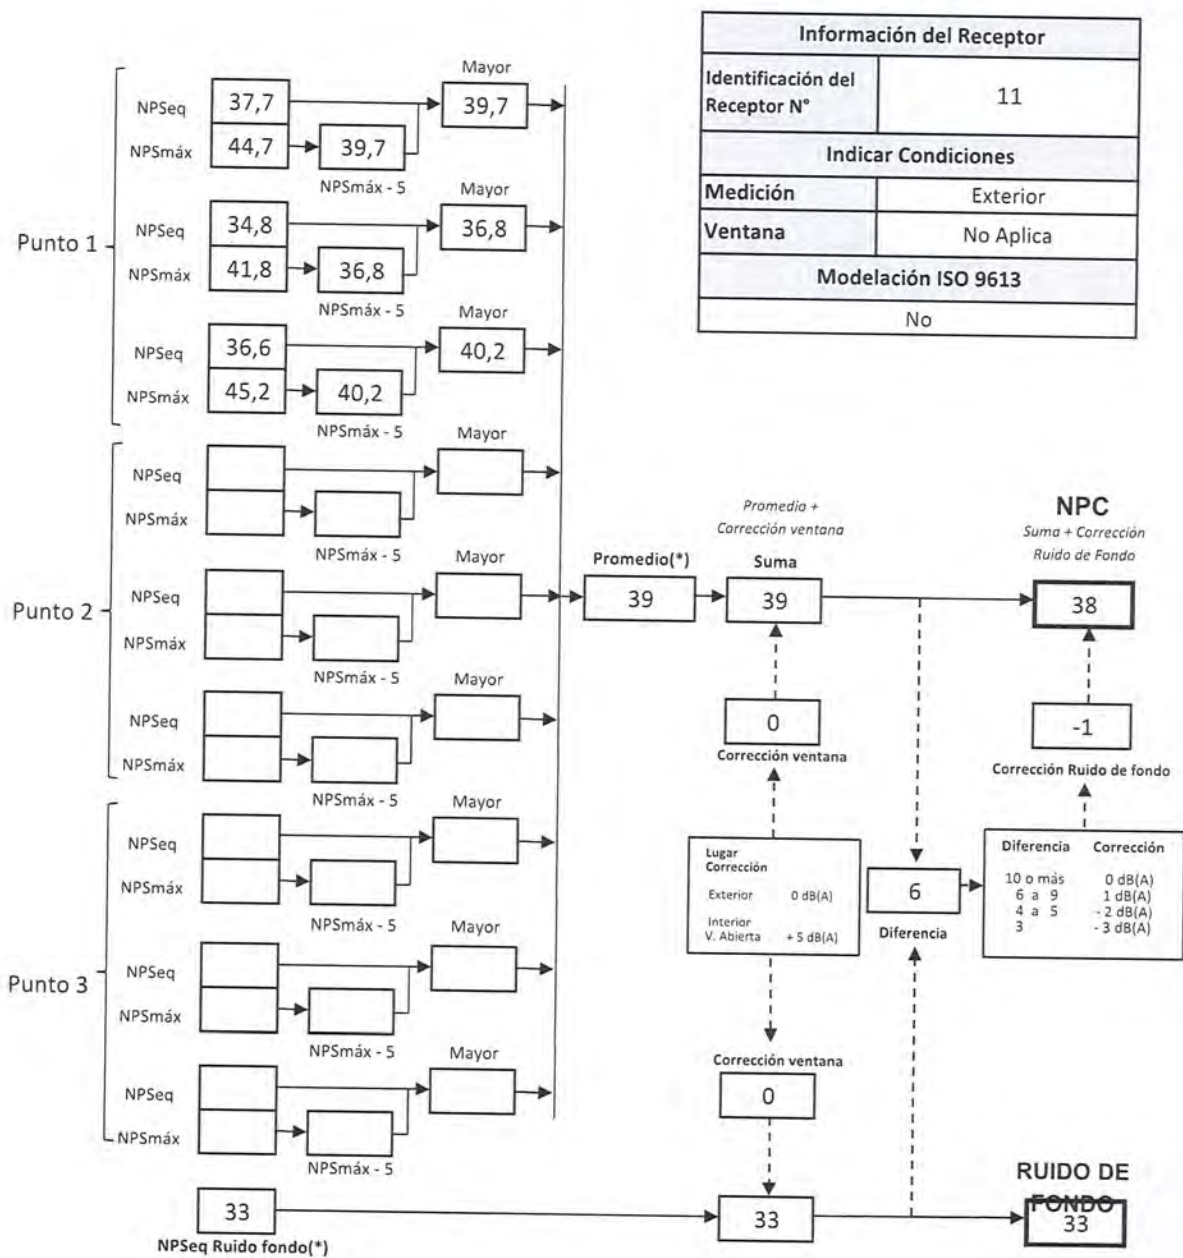 Información del Receptor
Identificación del Receptor N° 11
Indicar Condiciones
Medición Exterior
Ventana No Aplica
Modelación ISO 9613
No
Punto 1
Mayor
NPSeq 37,7 39,7
NPSmáx 44,7 39,7
NPSmáx - 5
Mayor
NPSeq 34,8 36,8
NPSmáx 41,8 36,8
NPSmáx - 5
Mayor
NPSeq 36,6 40,2
NPSmáx 45,2 40,2
NPSmáx - 5
Punto 2
Mayor
NPSeq
NPSmáx
NPSmáx - 5
Mayor
NPSeq
NPSmáx
NPSmáx - 5
Mayor
NPSeq
NPSmáx
NPSmáx - 5
Punto 3
Mayor
NPSeq
NPSmáx
NPSmáx - 5
Mayor
NPSeq
NPSmáx
NPSmáx - 5
Mayor
NPSeq
NPSmáx
NPSmáx - 5
Promedio(*)
39
Promedio +
Corrección ventana
Suma
39
NPC
Suma + Corrección
Ruido de Fondo
38
0
Corrección ventana
-1
Corrección Ruido de fondo
Lugar
Corrección
Exterior 0 dB(A)
Interior
V. Abierta + 5 dB(A)
6
Diferencia
Diferencia Corrección
10 o más 0 dB(A)
6 a 9 1 dB(A)
4 a 5 - 2 dB(A)
3 - 3 dB(A)
Corrección ventana
0
33
NPSeq Ruido fondo(*)
33
RUIDO DE
FONDO
33